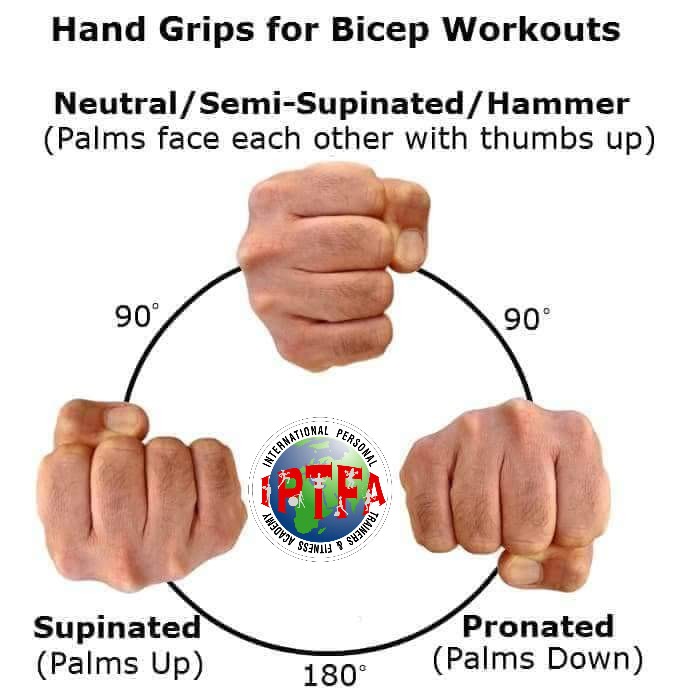 Hand Grips for Bicep Workouts
Neutral/Semi-Supinated/Hammer
(Palms face each other with thumbs up)
90°
90°
INTERNATIONAL PERSONAL
IPTFA
TRAINERS & FITNESS ACADEMY
Supinated
(Palms Up)
Pronated
(Palms Down)
180°